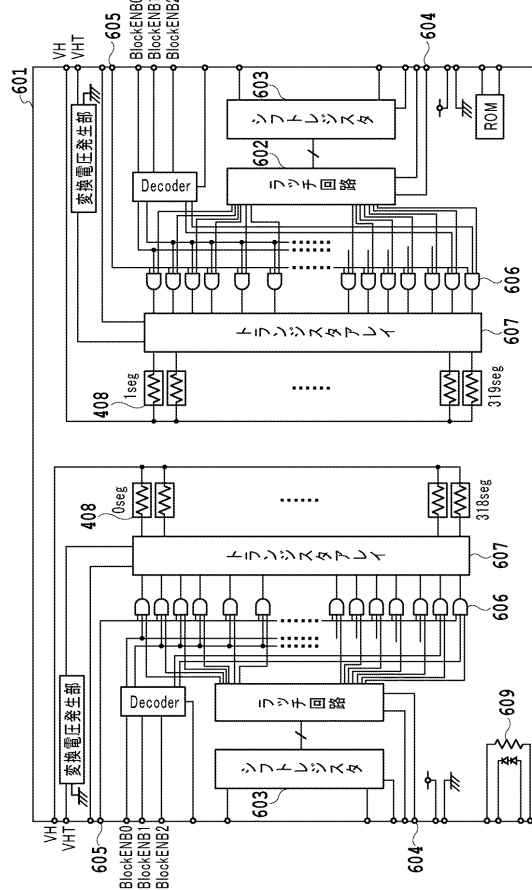 601
VH
VHT
605
BlockENB0
BlockENB1
BlockENB2
604
変換電圧発生部
Decoder
603
シフトレジスタ
602
ラッチ回路
ROM
606
トランジスタアレイ
607
408
1seg
319seg
408
0seg
318seg
トランジスタアレイ
607
606
変換電圧発生部
Decoder
ラッチ回路
シフトレジスタ
603
609
VH
VHT
605
BlockENB0
BlockENB1
BlockENB2
604